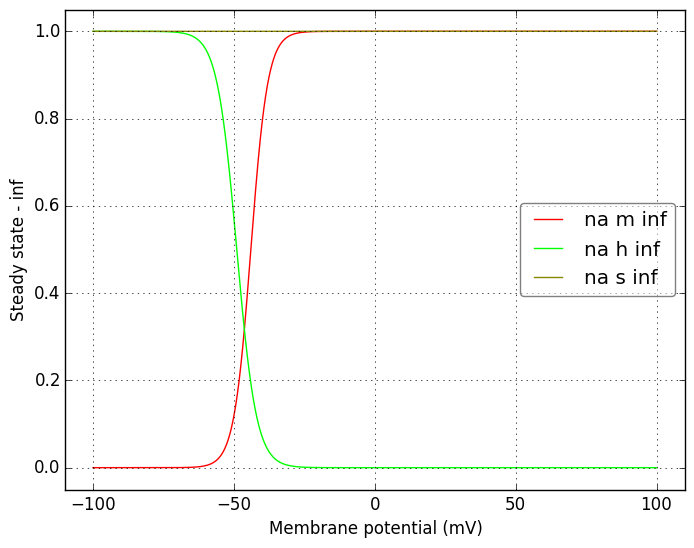 1.0
0.8
0.6
0.4
0.2
0.0
Steady state - inf
na m inf
na h inf
na s inf
−100
−50
0
50
100
Membrane potential (mV)